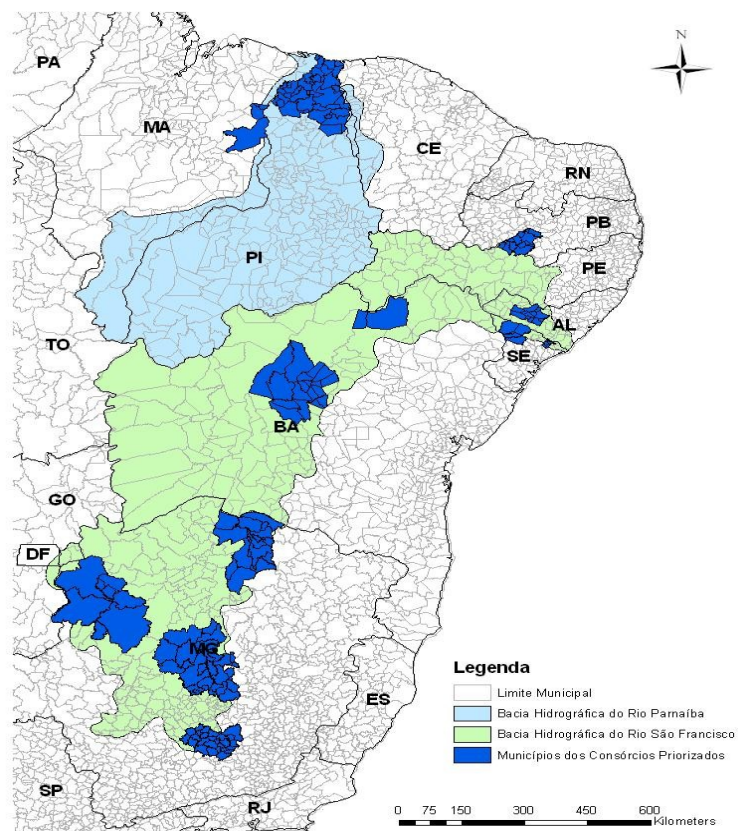 N
PA
MA
CE
RN
PB
PI
PE
AL
TO
SE
BA
GO
DF
MG
ES
SP
RJ
Legenda
Limite Municipal
Bacia Hidrográfica do Rio Parnaíba
Bacia Hidrográfica do Rio São Francisco
Municípios dos Consórcios Priorizados
0 75 150 300 450 600
Kilometers